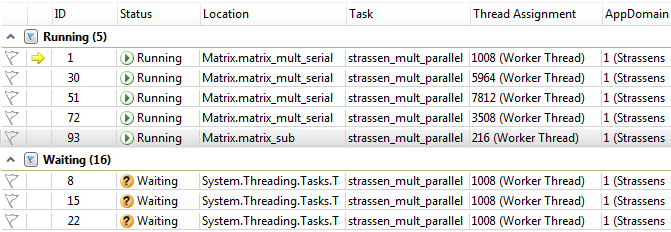 ID Status Location Task Thread Assignment AppDomain
Running (5)
1 Running Matrix.matrix_mult_serial strassen_mult_parallel 1008 (Worker Thread) 1 (Strassens
30 Running Matrix.matrix_mult_serial strassen_mult_parallel 5964 (Worker Thread) 1 (Strassens
51 Running Matrix.matrix_mult_serial strassen_mult_parallel 7812 (Worker Thread) 1 (Strassens
72 Running Matrix.matrix_mult_serial strassen_mult_parallel 3508 (Worker Thread) 1 (Strassens
93 Running Matrix.matrix_sub strassen_mult_parallel 216 (Worker Thread) 1 (Strassens
Waiting (16)
8 Waiting System.Threading.Tasks.T strassen_mult_parallel 1008 (Worker Thread) 1 (Strassens
15 Waiting System.Threading.Tasks.T strassen_mult_parallel 1008 (Worker Thread) 1 (Strassens
22 Waiting System.Threading.Tasks.T strassen_mult_parallel 1008 (Worker Thread) 1 (Strassens